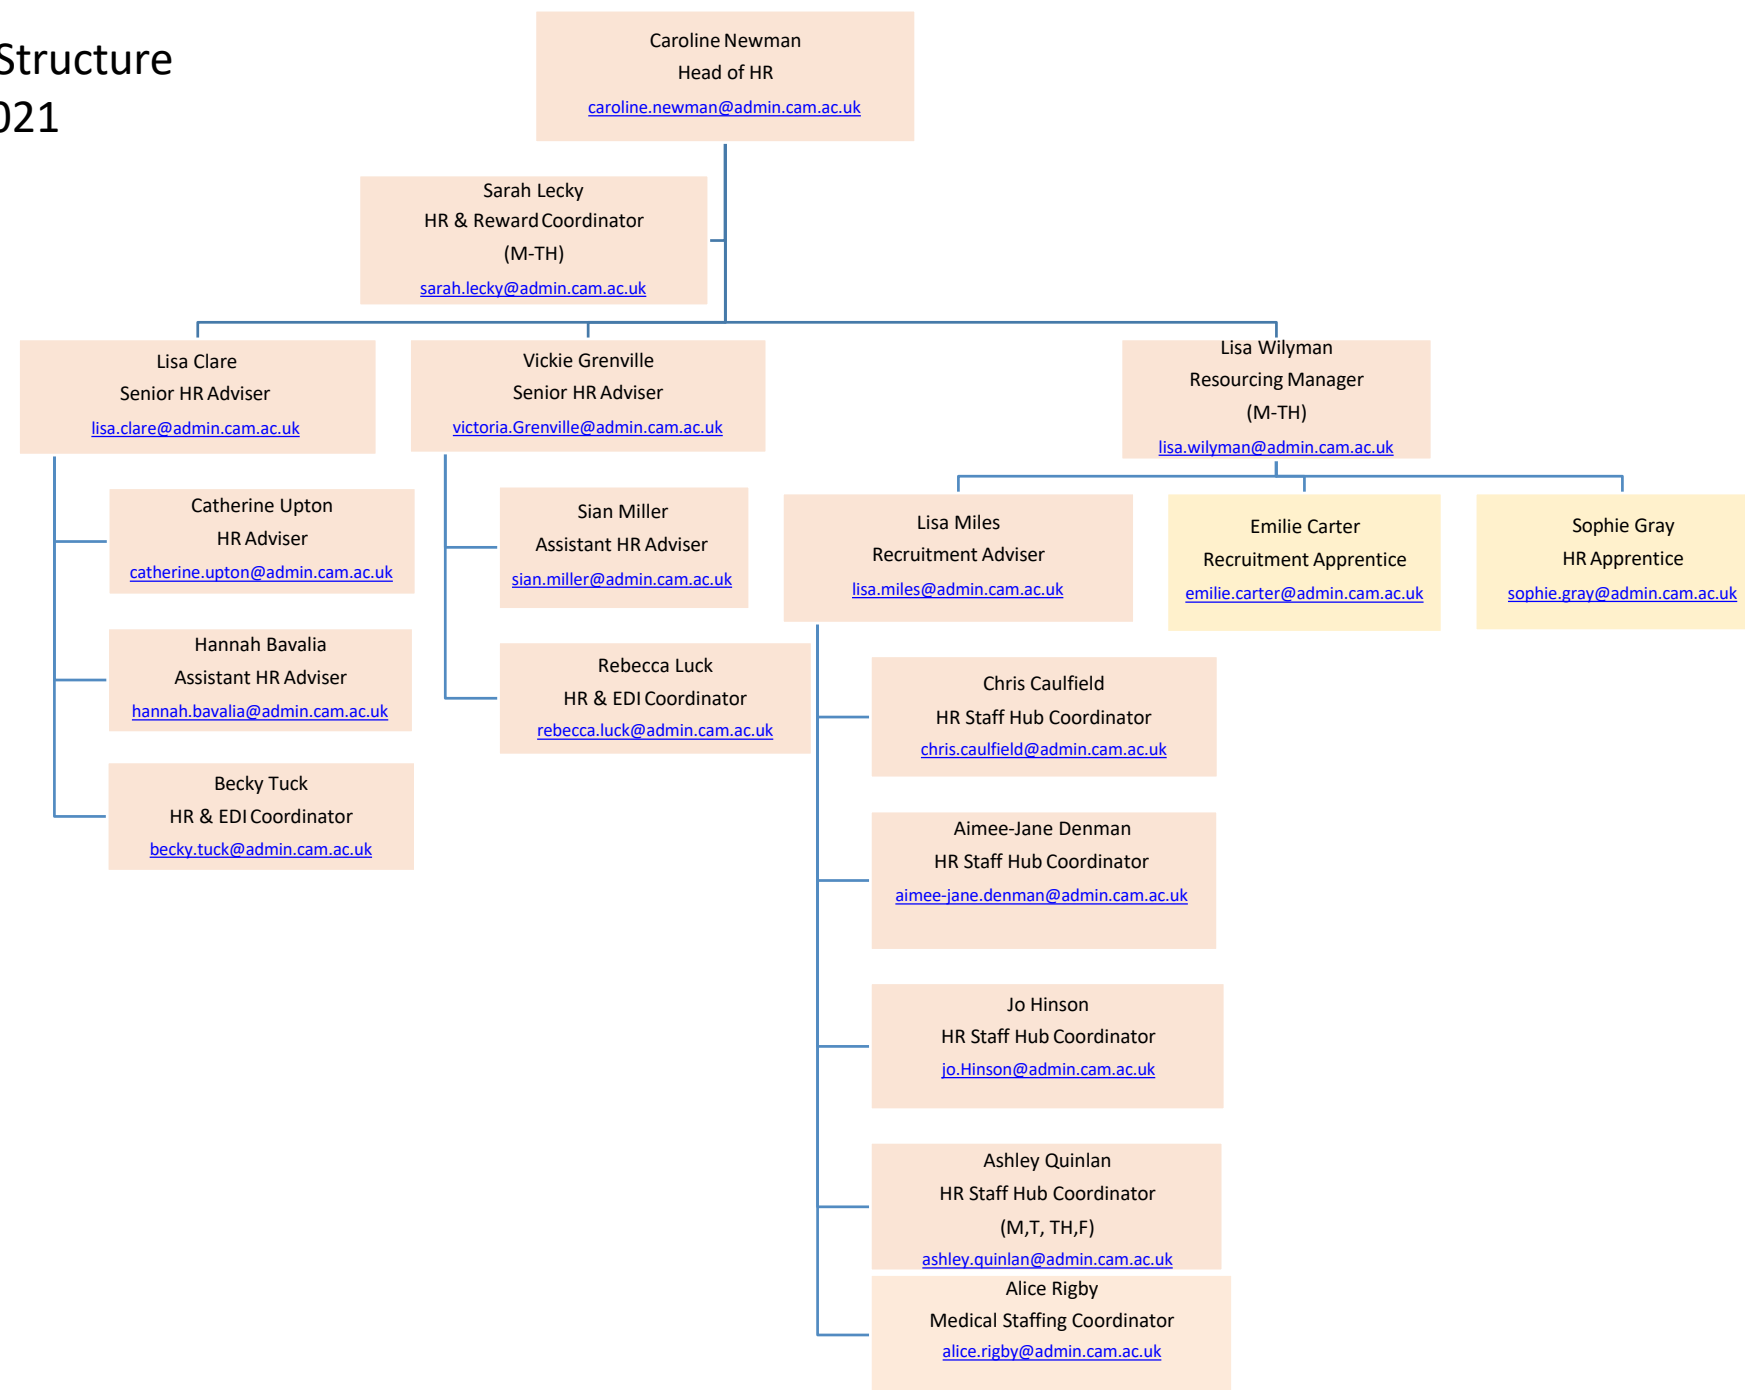 Structure
021
Caroline Newman
Head of HR
caroline.newman@admin.cam.ac.uk
Sarah Lecky
HR & Reward Coordinator
(M-TH)
sarah.lecky@admin.cam.ac.uk
Lisa Clare
Senior HR Adviser
lisa.clare@admin.cam.ac.uk
Vickie Grenville
Senior HR Adviser
victoria.Grenville@admin.cam.ac.uk
Lisa Wilyman
Resourcing Manager
(M-TH)
lisa.wilyman@admin.cam.ac.uk
Catherine Upton
HR Adviser
catherine.upton@admin.cam.ac.uk
Hannah Bavalia
Assistant HR Adviser
hannah.bavalia@admin.cam.ac.uk
Becky Tuck
HR & EDI Coordinator
becky.tuck@admin.cam.ac.uk
Sian Miller
Assistant HR Adviser
sian.miller@admin.cam.ac.uk
Rebecca Luck
HR & EDI Coordinator
rebecca.luck@admin.cam.ac.uk
Lisa Miles
Recruitment Adviser
lisa.miles@admin.cam.ac.uk
Emilie Carter
Recruitment Apprentice
emilie.carter@admin.cam.ac.uk
Sophie Gray
HR Apprentice
sophie.gray@admin.cam.ac.uk
Chris Caulfield
HR Staff Hub Coordinator
chris.caulfield@admin.cam.ac.uk
Aimee-Jane Denman
HR Staff Hub Coordinator
aimee-jane.denman@admin.cam.ac.uk
Jo Hinson
HR Staff Hub Coordinator
jo.Hinson@admin.cam.ac.uk
Ashley Quinlan
HR Staff Hub Coordinator
(M,T, TH,F)
ashley.quinlan@admin.cam.ac.uk
Alice Rigby
Medical Staffing Coordinator
alice.rigby@admin.cam.ac.uk